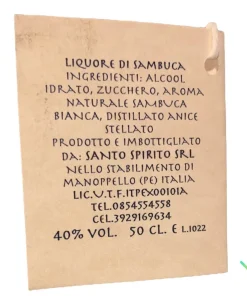 LIQUORE DI SAMBUCA
INGREDIENTI: ALCOOL
IDRATO, ZUCCHERO, AROMA
NATURALE SAMBUCA
BIANCA, DISTILLATO ANICE
STELLATO
PRODOTTO E IMBOTTIGLIATO
DA: SANTO SPIRITO SRL
NELLO STABILIMENTO DI
MANOPPELLO (PE) ITALIA
LIC.U.T.F.ITPEX00101A
TEL.0854554558
CEL.3929169634
40% VOL. 50 CL. E L.1022